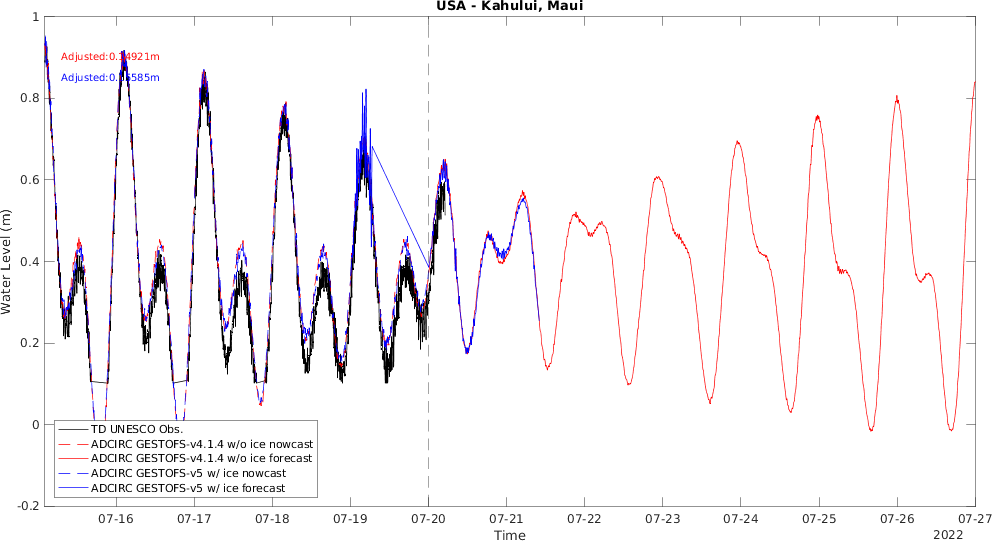 USA - Kahului, Maui
1
Adjusted:0.14921m
0.8
0.6
Water Level (m)
0.4
0.2
0
-0.2
TD UNESCO Obs.
ADCIRC GESTOFS-v4.1.4 w/o ice nowcast
ADCIRC GESTOFS-v4.1.4 w/o ice forecast
ADCIRC GESTOFS-v5 w/ ice nowcast
ADCIRC GESTOFS-v5 w/ ice forecast
07-16 07-17 07-18 07-19 07-20 07-21 07-22 07-23 07-24 07-25 07-26 07-27
Time
2022